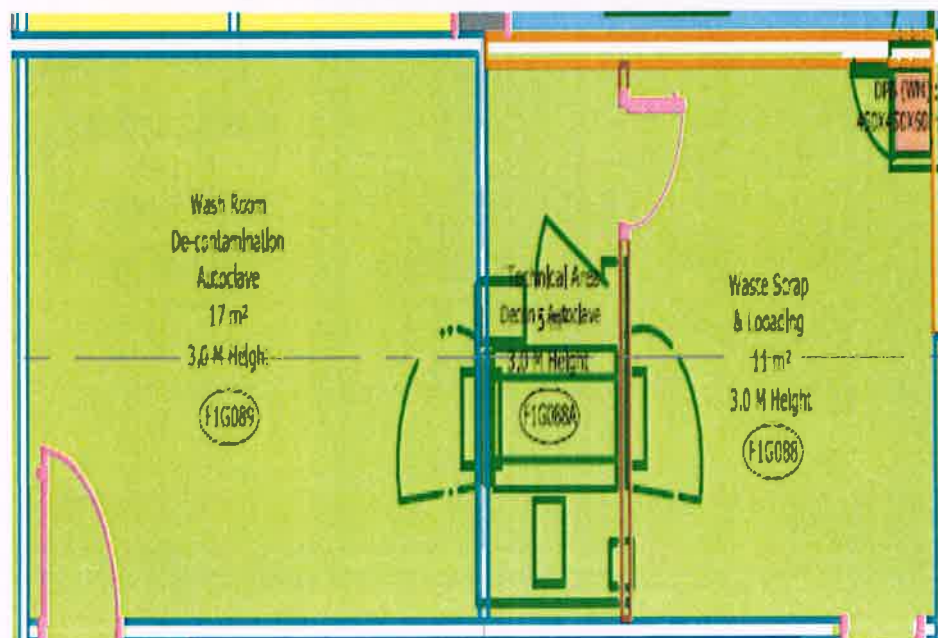 Wash Room
De-contamination
Autoclave
17 m²
3.0 M Height
F1G089
Technical Area
Autoclave
3.0 M Height
F1G088A
Waste Scrap
& Loading
11 m²
3.0 M Height
F1G088